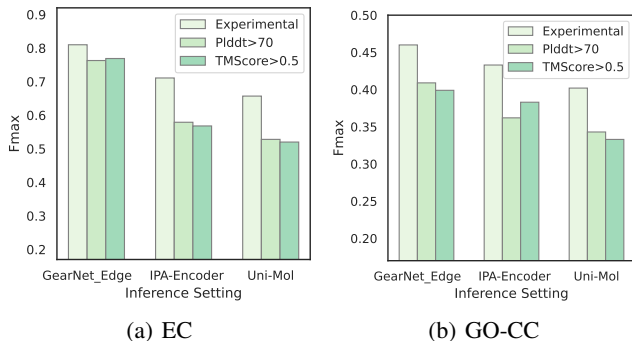 0.9
0.8
0.7
0.6
0.5
0.4
0.3
0.2
Fmax
Experimental
Plddt>70
TMScore>0.5
GearNet_Edge
IPA-Encoder
Uni-Mol
Inference Setting
(a) EC
0.50
0.45
0.40
0.35
0.30
0.25
0.20
Fmax
Experimental
Plddt>70
TMScore>0.5
GearNet_Edge
IPA-Encoder
Uni-Mol
Inference Setting
(b) GO-CC